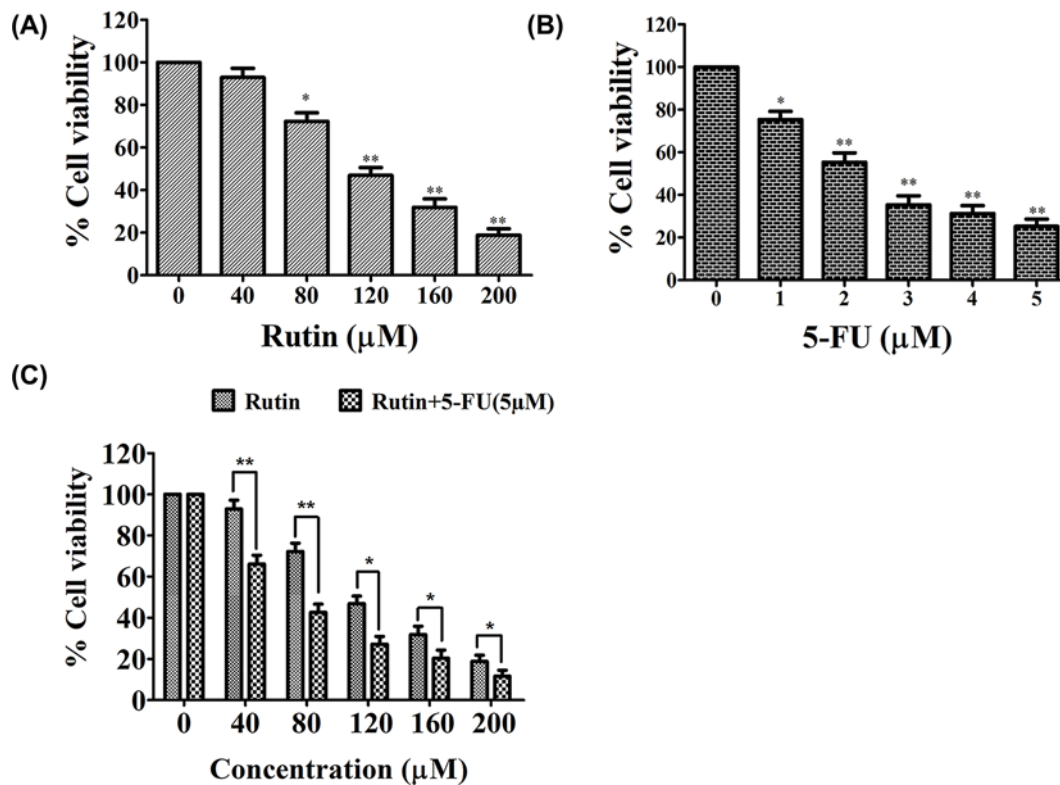 (A)
120
100
80
60
40
20
0
% Cell viability
*
**
**
**
0 40 80 120 160 200
Rutin (μM)
(B)
120
100
80
60
40
20
0
% Cell viability
*
**
**
**
**
0 1 2 3 4 5
5-FU (μM)
(C)
Rutin Rutin+5-FU(5μM)
120
100
80
60
40
20
0
% Cell viability
**
**
*
*
*
0 40 80 120 160 200
Concentration (μM)